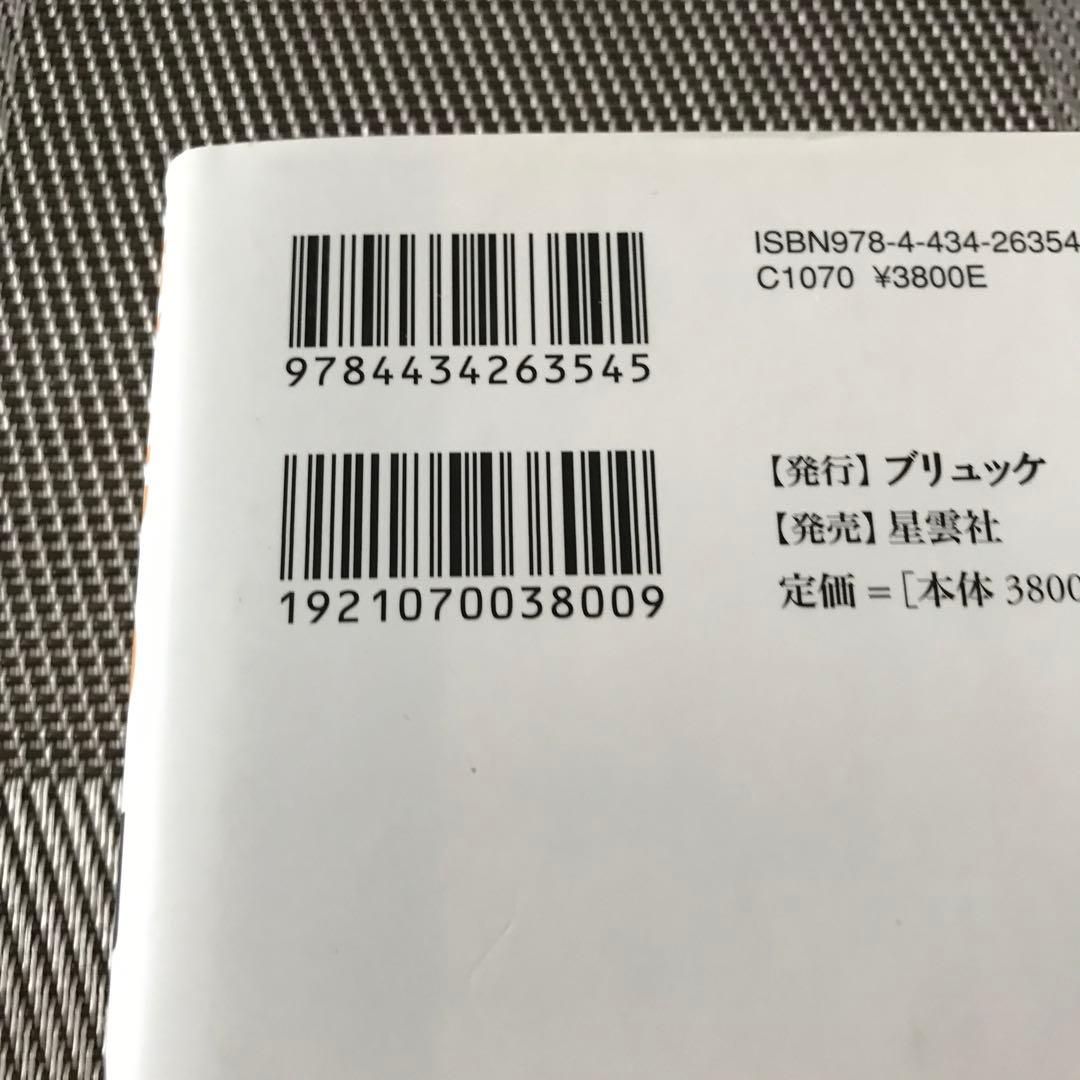 9784434263545
ISBN978-4-434-26354
C1070 ¥3800E
1921070038009
【発行】ブリュッケ
【発売】星雲社
定価=[本体 3800